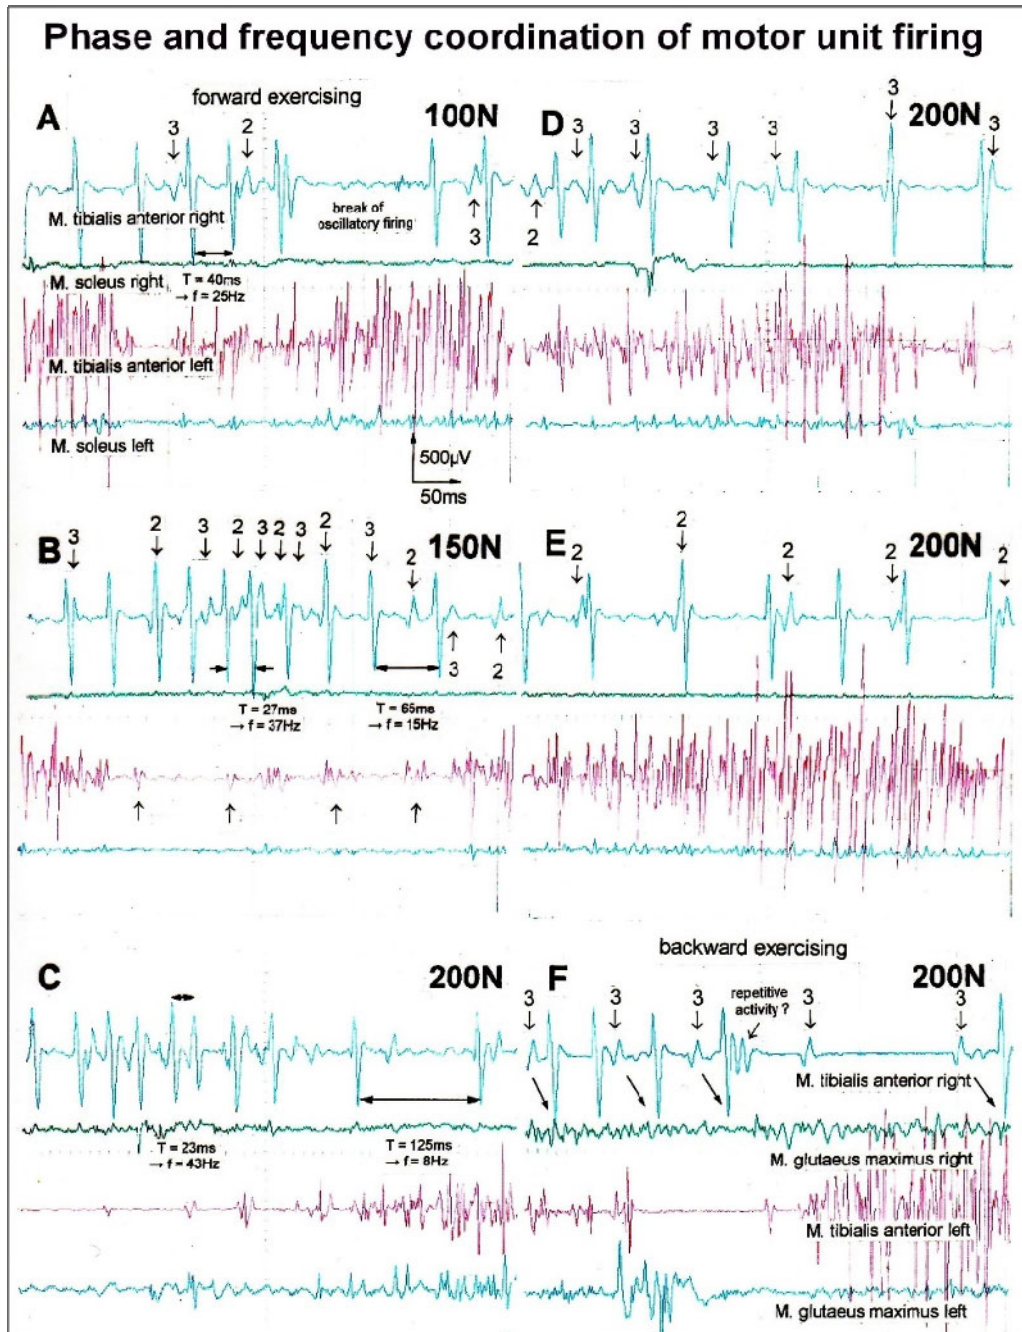 Phase and frequency coordination of motor unit firing
A
forward exercising
100N
3
2
M. tibialis anterior right
break of
oscillatory firing
3
M. soleus right
T = 40ms
→ f = 25Hz
M. tibialis anterior left
M. soleus left
500µV
50ms
D
200N
3
3
3
3
3
3
2
B
150N
3
2
3
2
3
2
3
2
3
2
3
2
T = 27ms
→ f = 37Hz
T = 65ms
→ f = 15Hz
E
200N
2
2
2
2
2
C
200N
T = 23ms
→ f = 43Hz
T = 125ms
→ f = 8Hz
backward exercising
F
200N
3
3
3
repetitive
activity ?
3
3
M. tibialis anterior right
M. glutaeus maximus right
M. tibialis anterior left
M. glutaeus maximus left